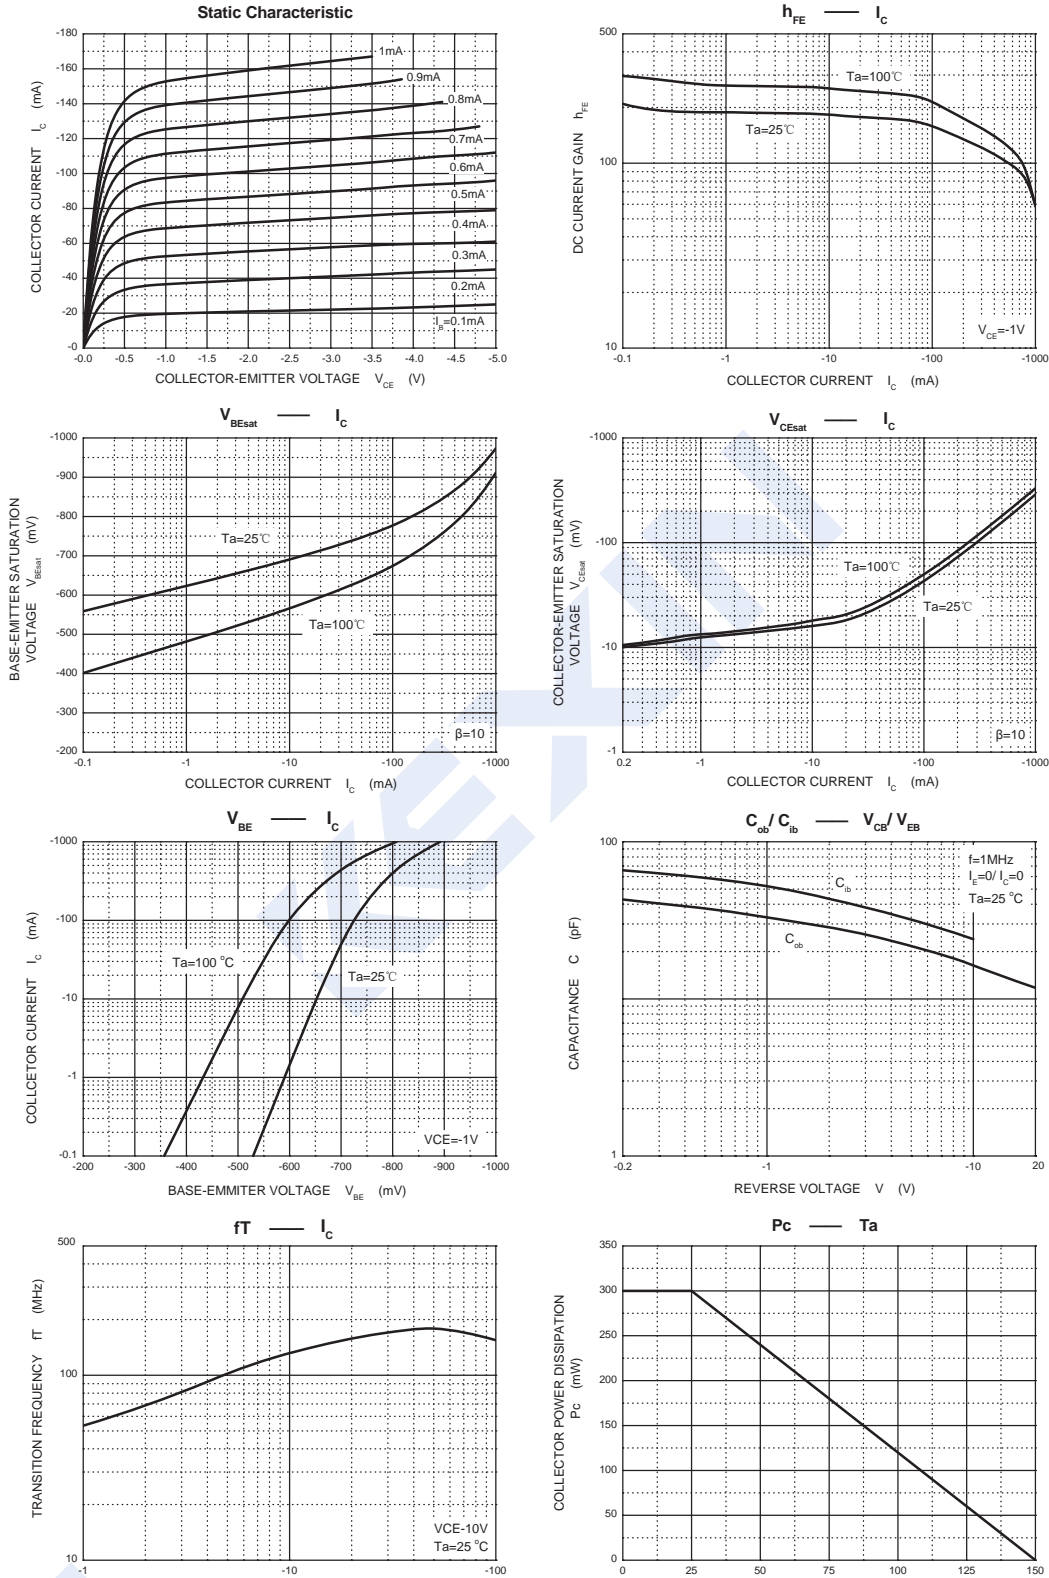 Static Characteristic
-180
-160
-140
-120
-100
-80
-60
-40
-20
-0
COLLECTOR CURRENT I_C (mA)
1mA
0.9mA
0.8mA
0.7mA
0.6mA
0.5mA
0.4mA
0.3mA
0.2mA
I_B=0.1mA
-0.0 -0.5 -1.0 -1.5 -2.0 -2.5 -3.0 -3.5 -4.0 -4.5 -5.0
COLLECTOR-EMITTER VOLTAGE V_CE (V)
h_FE —— I_C
500
100
10
DC CURRENT GAIN h_FE
Ta=100℃
Ta=25℃
V_CE=-1V
-0.1 -1 -10 -100 -1000
COLLECTOR CURRENT I_C (mA)
V_BEsat —— I_C
-1000
-900
-800
-700
-600
-500
-400
-300
-200
BASE-EMITTER SATURATION
VOLTAGE V_BEsat (mV)
Ta=25℃
Ta=100℃
β=10
-0.1 -1 -10 -100 -1000
COLLECTOR CURRENT I_C (mA)
V_CEsat —— I_C
-1000
-100
-10
-1
COLLECTOR-EMITTER SATURATION
VOLTAGE V_CEsat (mV)
Ta=100℃
Ta=25℃
β=10
0.2 -1 -10 -100 -1000
COLLECTOR CURRENT I_C (mA)
KEXIN
V_BE —— I_C
-1000
-100
-10
-1
-0.1
COLLCETOR CURRENT I_C (mA)
Ta=100 °C
Ta=25℃
VCE=-1V
-200 -300 -400 -500 -600 -700 -800 -900 -1000
BASE-EMMITER VOLTAGE V_BE (mV)
C_ob/ C_ib —— V_CB/ V_EB
100
1
CAPACITANCE C (pF)
f=1MHz
I_E=0/ I_C=0
Ta=25 °C
C_ib
C_ob
-0.2 -1 -10 20
REVERSE VOLTAGE V (V)
fT —— I_C
500
100
10
TRANSITION FREQUENCY fT (MHz)
VCE-10V
Ta=25 °C
-1 -10 -100
Pc —— Ta
350
300
250
200
150
100
50
0
COLLECTOR POWER DISSIPATION
Pc (mW)
0 25 50 75 100 125 150